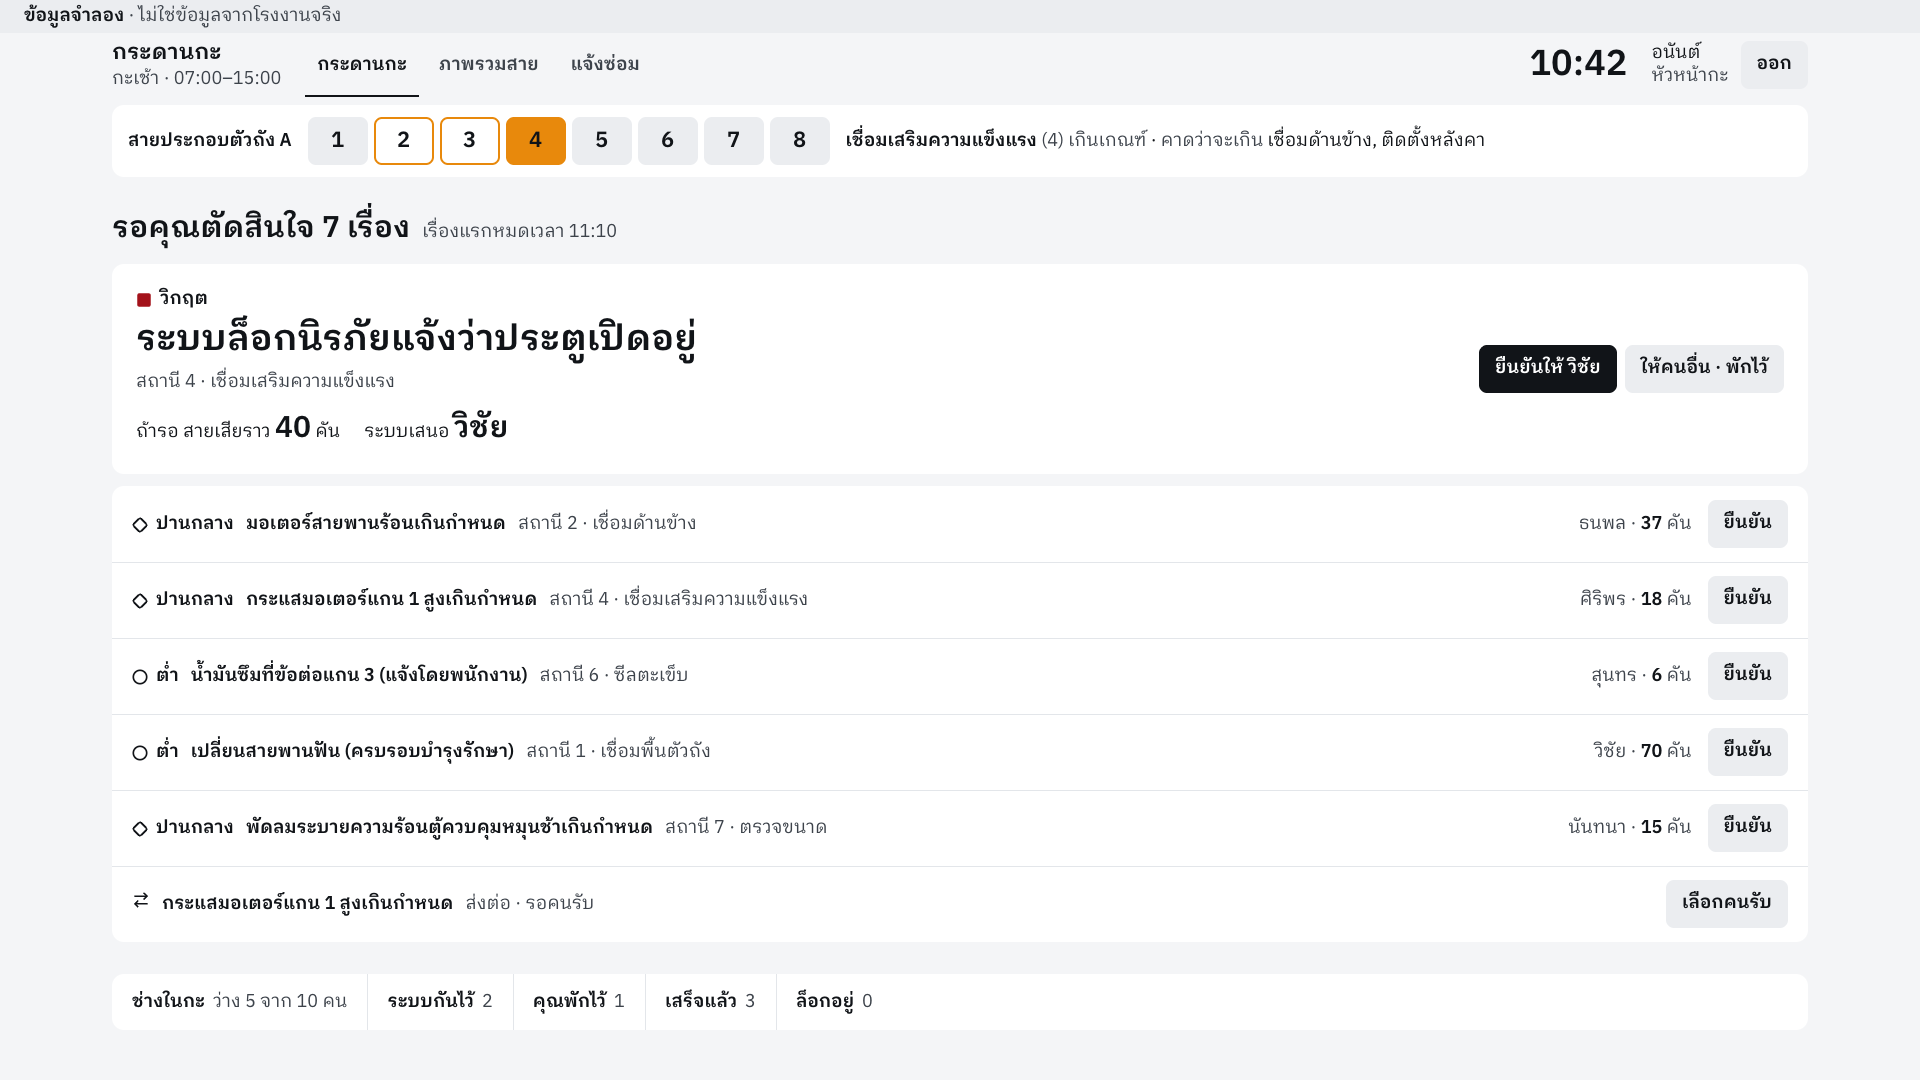 ข้อมูลจำลอง · ไม่ใช่ข้อมูลจากโรงงานจริง
กระดานกะ
กะเช้า · 07:00–15:00
กระดานกะ ภาพรวมสาย แจ้งซ่อม
10:42
อนันต์
หัวหน้ากะ
ออก
สายประกอบตัวถัง A 1 2 3 4 5 6 7 8 เชื่อมเสริมความแข็งแรง (4) เกินเกณฑ์ · คาดว่าจะเกิน เชื่อมด้านข้าง, ติดตั้งหลังคา
รอคุณตัดสินใจ 7 เรื่อง เรื่องแรกหมดเวลา 11:10
วิกฤต
ระบบล็อกนิรภัยแจ้งว่าประตูเปิดอยู่
สถานี 4 · เชื่อมเสริมความแข็งแรง
ถ้ารอ สายเสียราว 40 คัน ระบบเสนอ วิชัย
ยืนยันให้ วิชัย ให้คนอื่น · พักไว้
ปานกลาง มอเตอร์สายพานร้อนเกินกำหนด สถานี 2 · เชื่อมด้านข้าง ธนพล · 37 คัน ยืนยัน
ปานกลาง กระแสมอเตอร์แกน 1 สูงเกินกำหนด สถานี 4 · เชื่อมเสริมความแข็งแรง ศิริพร · 18 คัน ยืนยัน
ต่ำ น้ำมันซึมที่ข้อต่อแกน 3 (แจ้งโดยพนักงาน) สถานี 6 · ซีลตะเข็บ สุนทร · 6 คัน ยืนยัน
ต่ำ เปลี่ยนสายพานฟัน (ครบรอบบำรุงรักษา) สถานี 1 · เชื่อมพื้นตัวถัง วิชัย · 70 คัน ยืนยัน
ปานกลาง พัดลมระบายความร้อนตู้ควบคุมหมุนช้าเกินกำหนด สถานี 7 · ตรวจขนาด นันทนา · 15 คัน ยืนยัน
กระแสมอเตอร์แกน 1 สูงเกินกำหนด ส่งต่อ · รอคนรับ เลือกคนรับ
ช่างในกะ ว่าง 5 จาก 10 คน ระบบกันไว้ 2 คุณพักไว้ 1 เสร็จแล้ว 3 ล็อกอยู่ 0